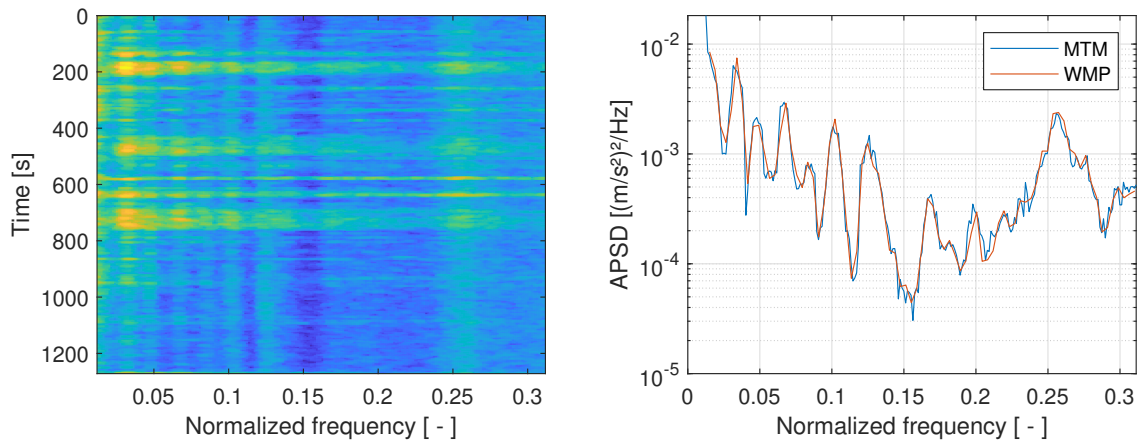 0
200
400
600
800
1000
1200
Time [s]
0.05 0.1 0.15 0.2 0.25 0.3
Normalized frequency [ - ]
10⁻²
10⁻³
10⁻⁴
10⁻⁵
APSD [(m/s²)²/Hz]
MTM
WMP
0 0.05 0.1 0.15 0.2 0.25 0.3
Normalized frequency [ - ]